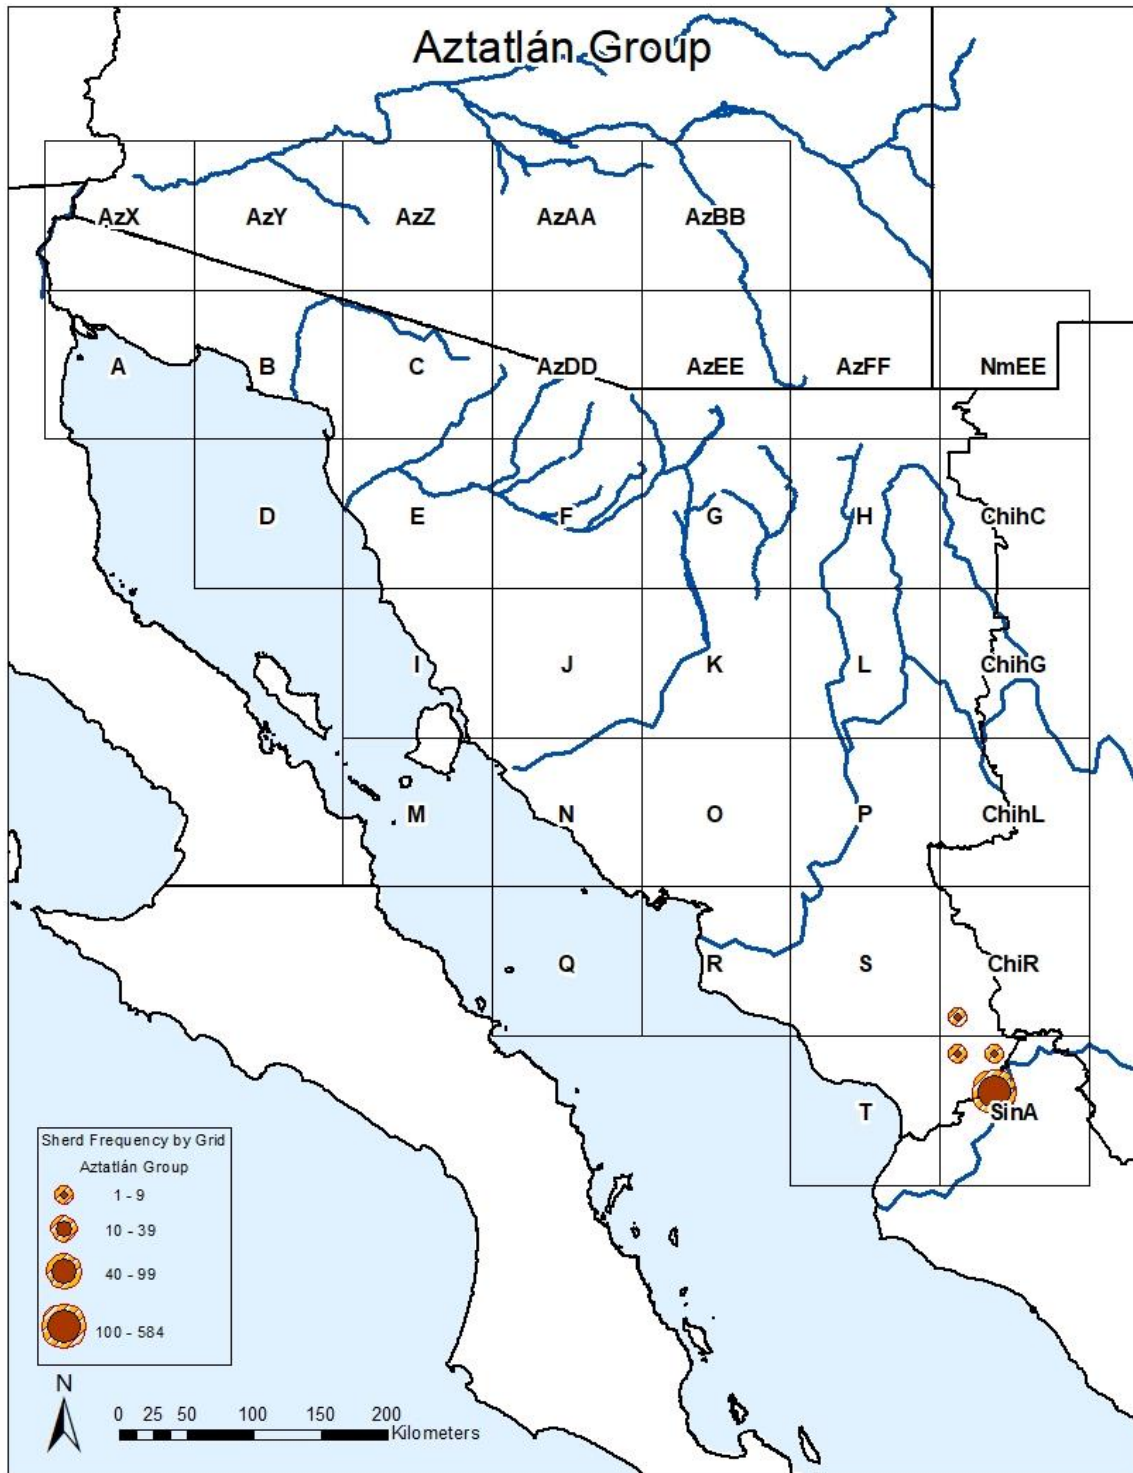 Aztatlán Group
AzX AzY AzZ AzAA AzBB
A B C AzDD AzEE AzFF NmEE
D E F G H ChihC
I J K L ChihG
M N O P ChihL
Q R S ChiR
T SinA
Sherd Frequency by Grid
Aztatlán Group
1 - 9
10 - 39
40 - 99
100 - 584
N
0 25 50 100 150 200
Kilometers